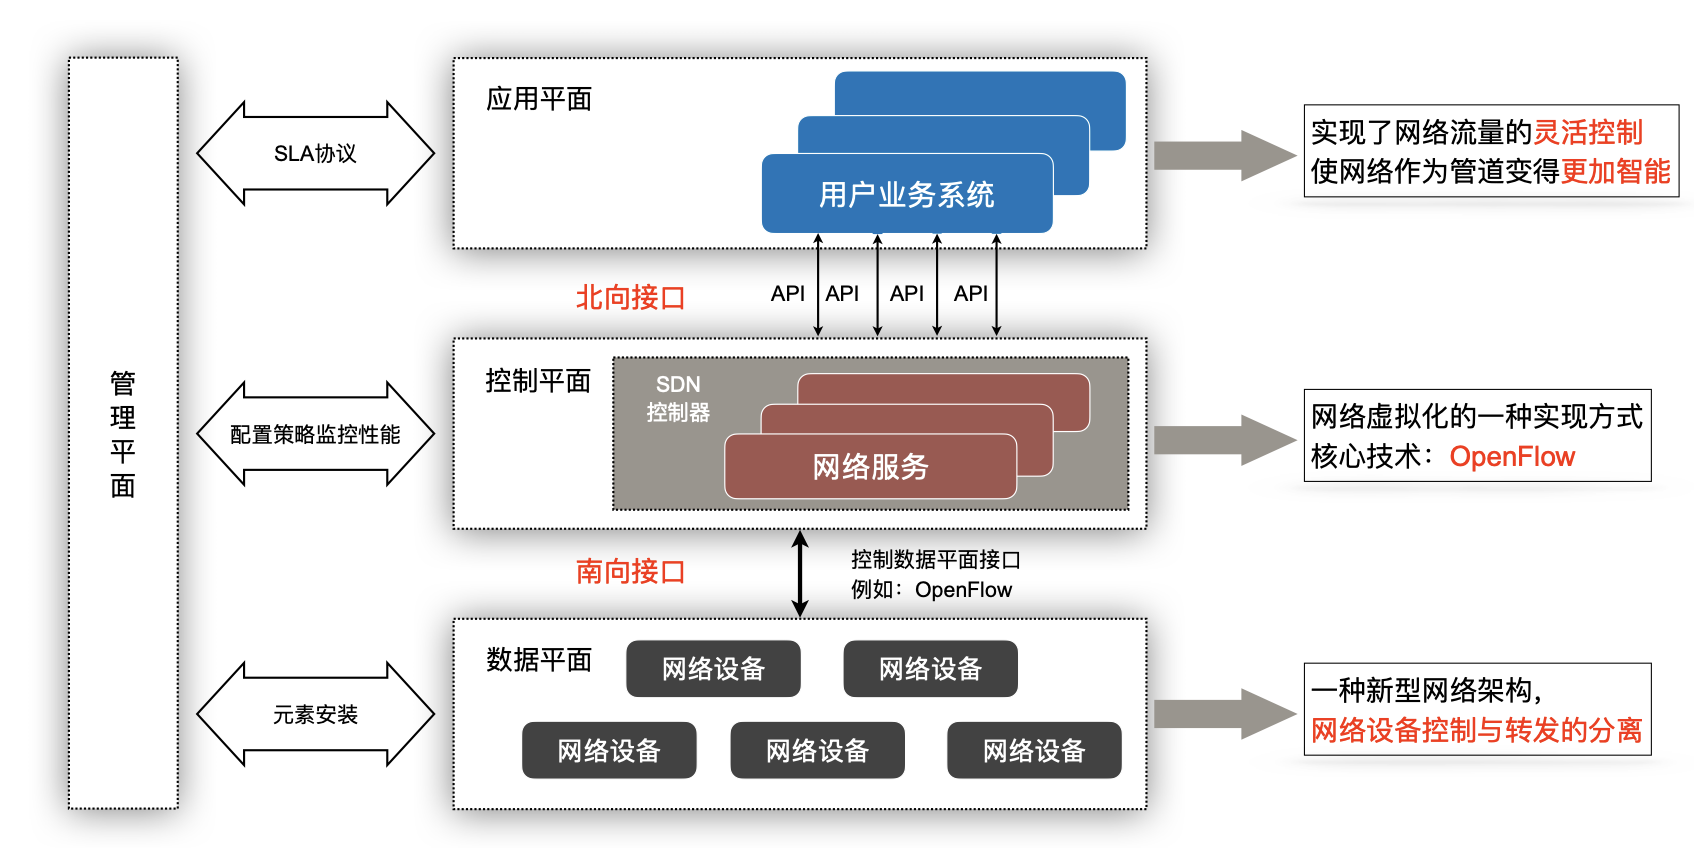 管
理
平
面
SLA协议
配置策略监控性能
元素安装
应用平面
用户业务系统
北向接口
API
API
API
API
控制平面
SDN
控制器
网络服务
南向接口
控制数据平面接口
例如：OpenFlow
数据平面
网络设备
网络设备
网络设备
网络设备
网络设备
实现了网络流量的灵活控制
使网络作为管道变得更加智能
网络虚拟化的一种实现方式
核心技术：OpenFlow
一种新型网络架构，
网络设备控制与转发的分离